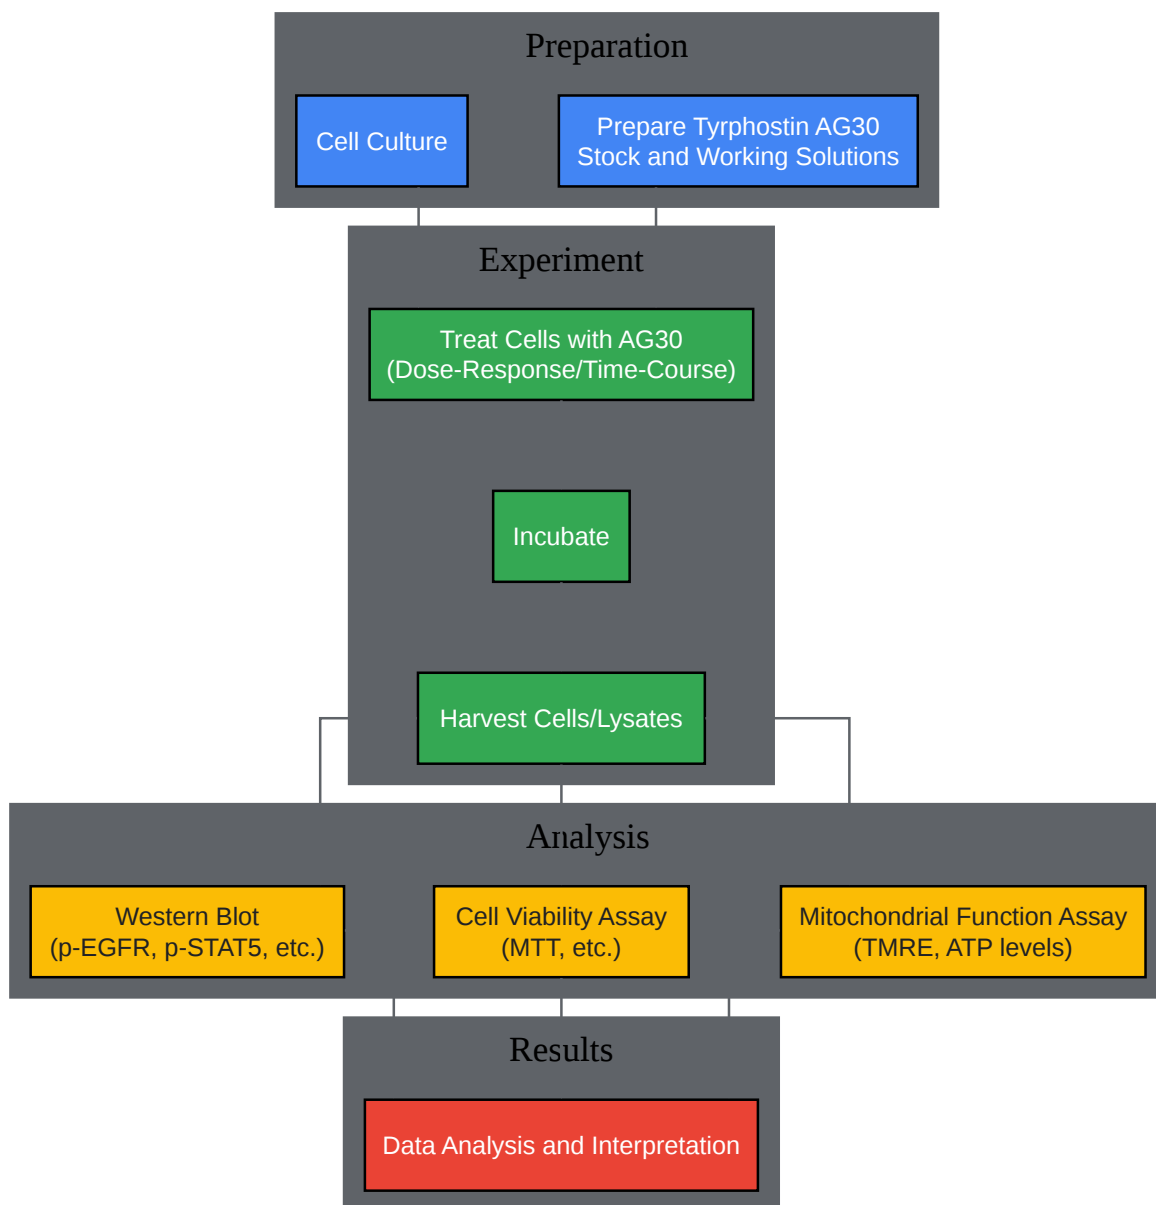 Preparation
Cell Culture
Prepare Tyrphostin AG30
Stock and Working Solutions
Experiment
Treat Cells with AG30
(Dose-Response/Time-Course)
Incubate
Harvest Cells/Lysates
Analysis
Western Blot
(p-EGFR, p-STAT5, etc.)
Cell Viability Assay
(MTT, etc.)
Mitochondrial Function Assay
(TMRE, ATP levels)
Results
Data Analysis and Interpretation